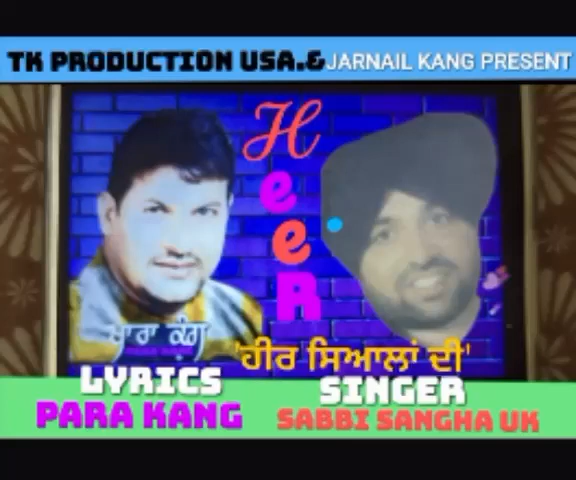 TK PRODUCTION USA.& JARNAIL KANG PRESENT
HeeR
ਪਾਰਾ ਕੰਗ
'ਹੀਰ ਸਿਆਲਾਂ ਦੀ'
LYRICS
PARA KANG
SINGER
SABBI SANGHA UK